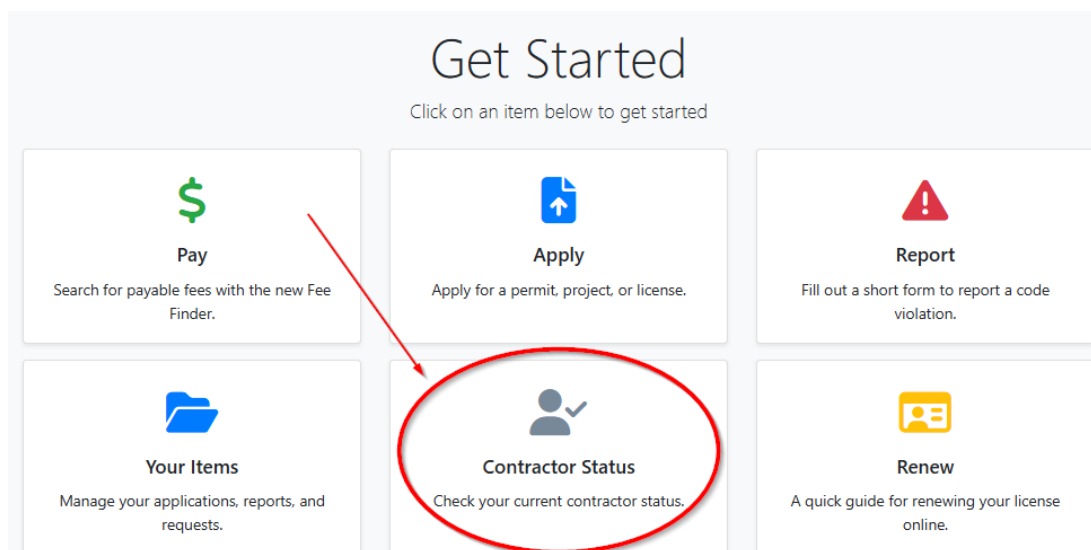 Get Started
Click on an item below to get started
Pay
Search for payable fees with the new Fee
Finder.
Apply
Apply for a permit, project, or license.
Report
Fill out a short form to report a code
violation.
Your Items
Manage your applications, reports, and
requests.
Contractor Status
Check your current contractor status.
Renew
A quick guide for renewing your license
online.